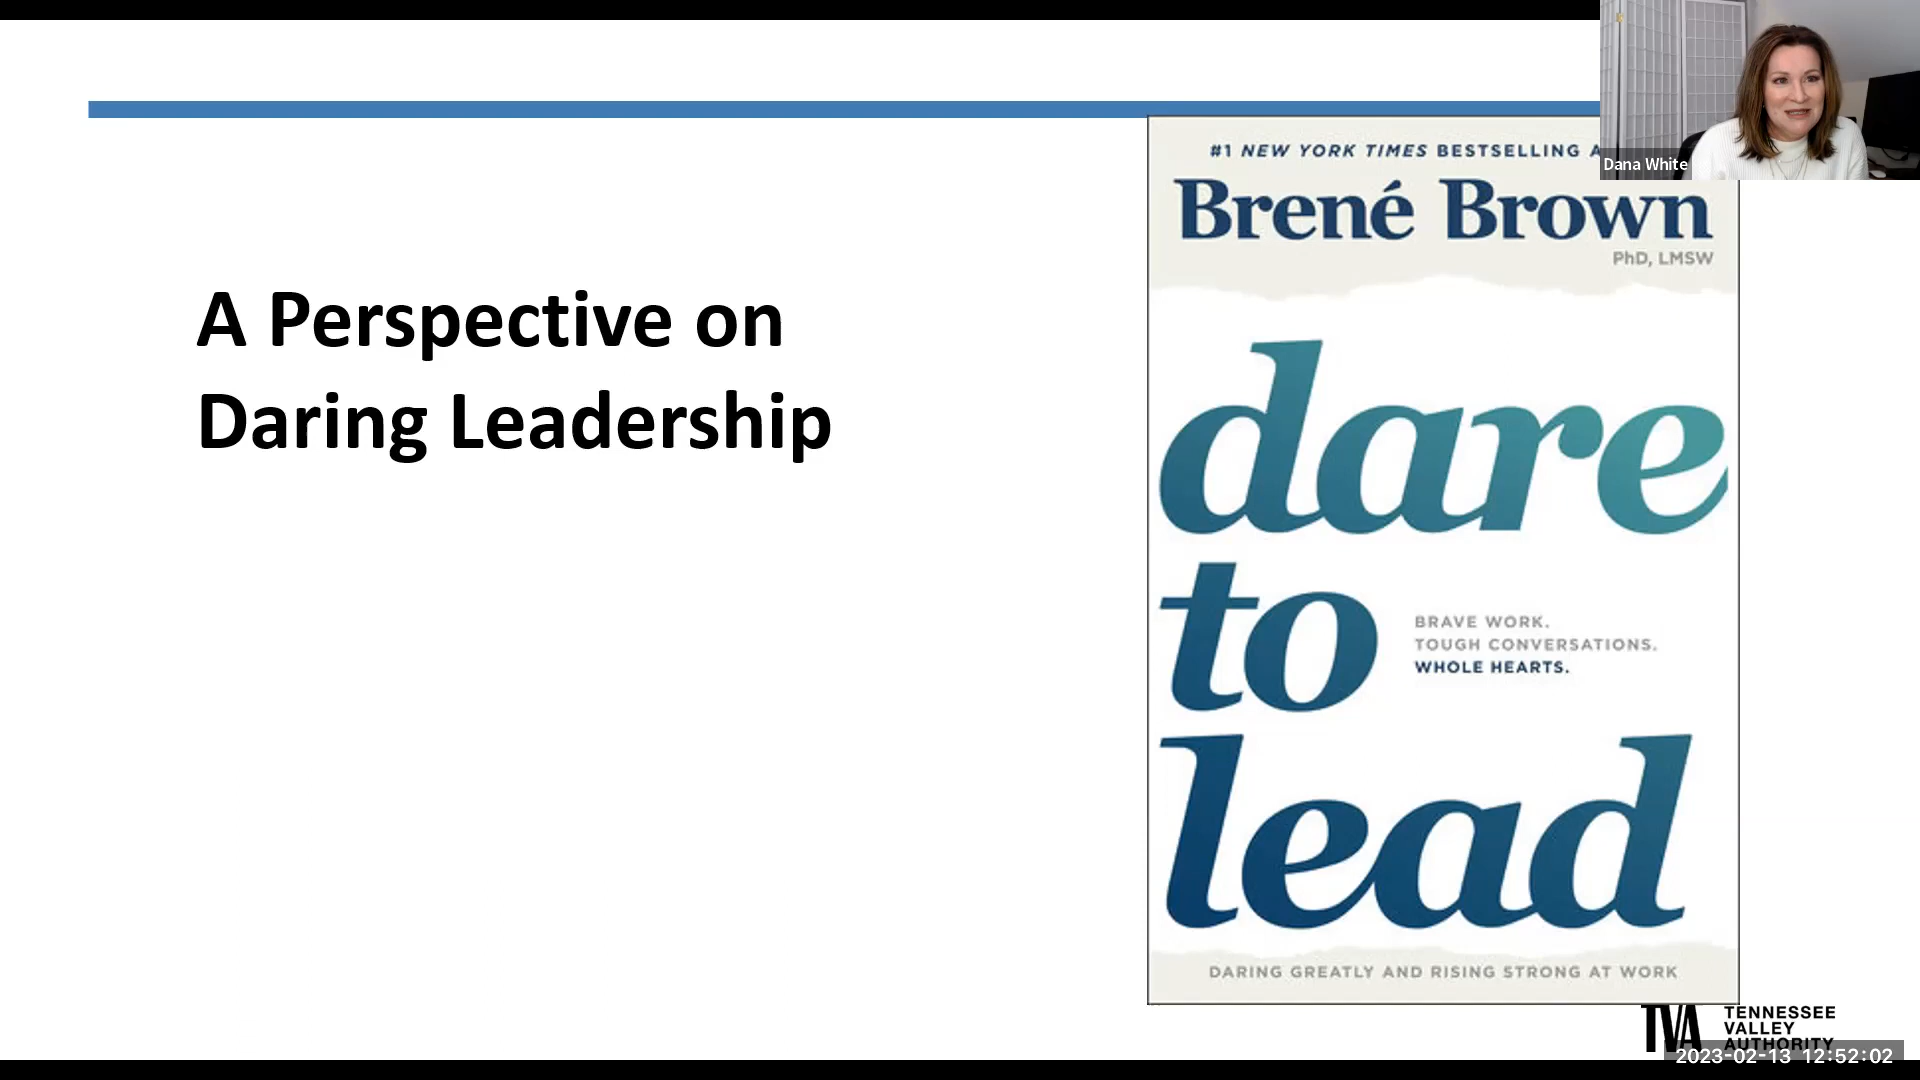 A Perspective on
Daring Leadership
#1 NEW YORK TIMES BESTSELLING
Brené Brown
PhD, LMSW
dare
to
BRAVE WORK.
TOUGH CONVERSATIONS.
WHOLE HEARTS.
lead
DARING GREATLY AND RISING STRONG AT WORK
Dana White
TVA
TENNESSEE
VALLEY
AUTHORITY
2023-02-13 12:52:02